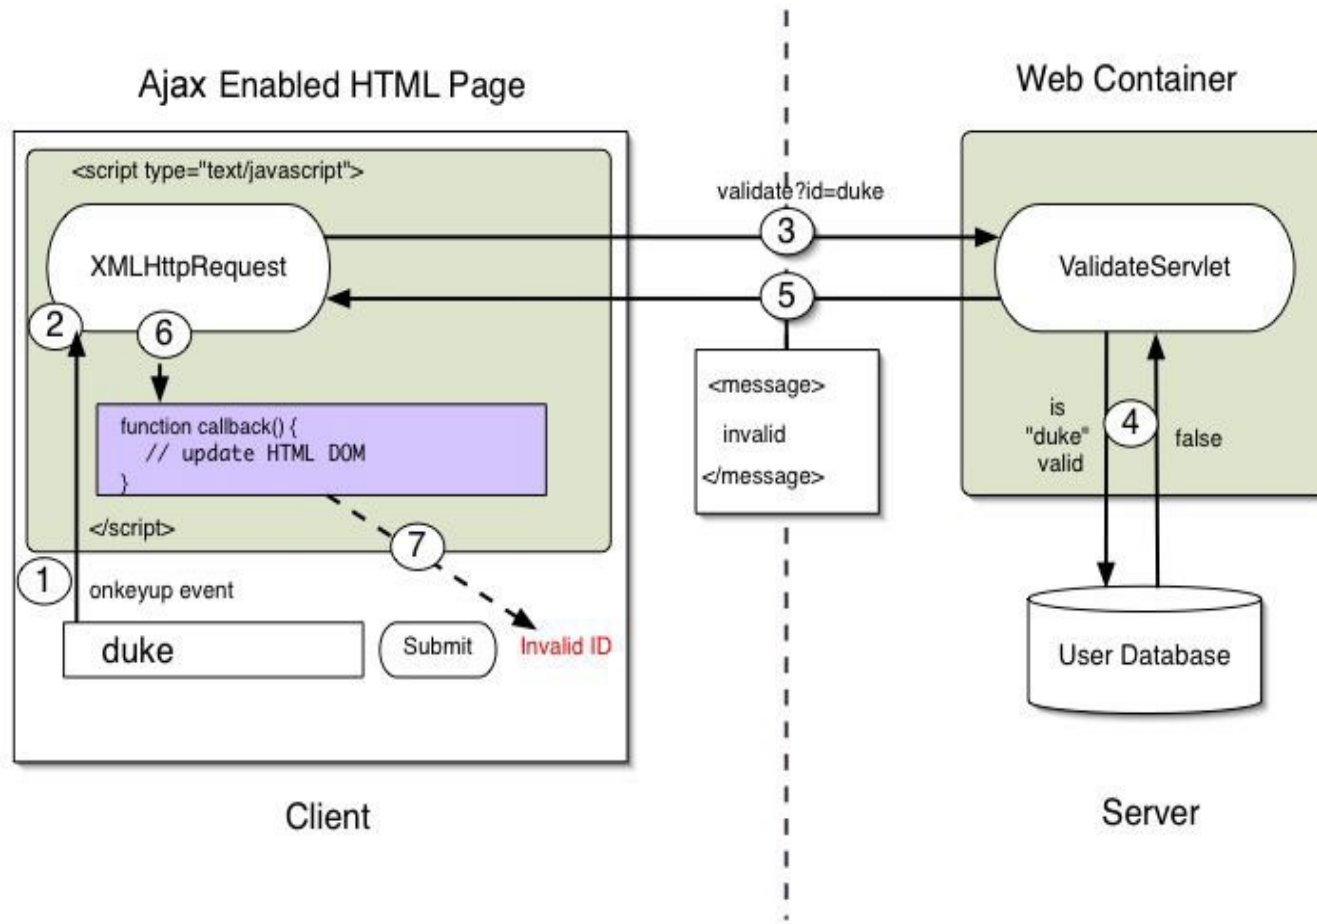 Ajax Enabled HTML Page
Web Container
<script type="text/javascript">
XMLHttpRequest
2
6
function callback() {
// update HTML DOM
}
</script>
7
1
onkeyup event
duke
Submit
Invalid ID
Client
validate?id=duke
3
5
<message>
invalid
</message>
ValidateServlet
is
"duke"
valid
4
false
User Database
Server